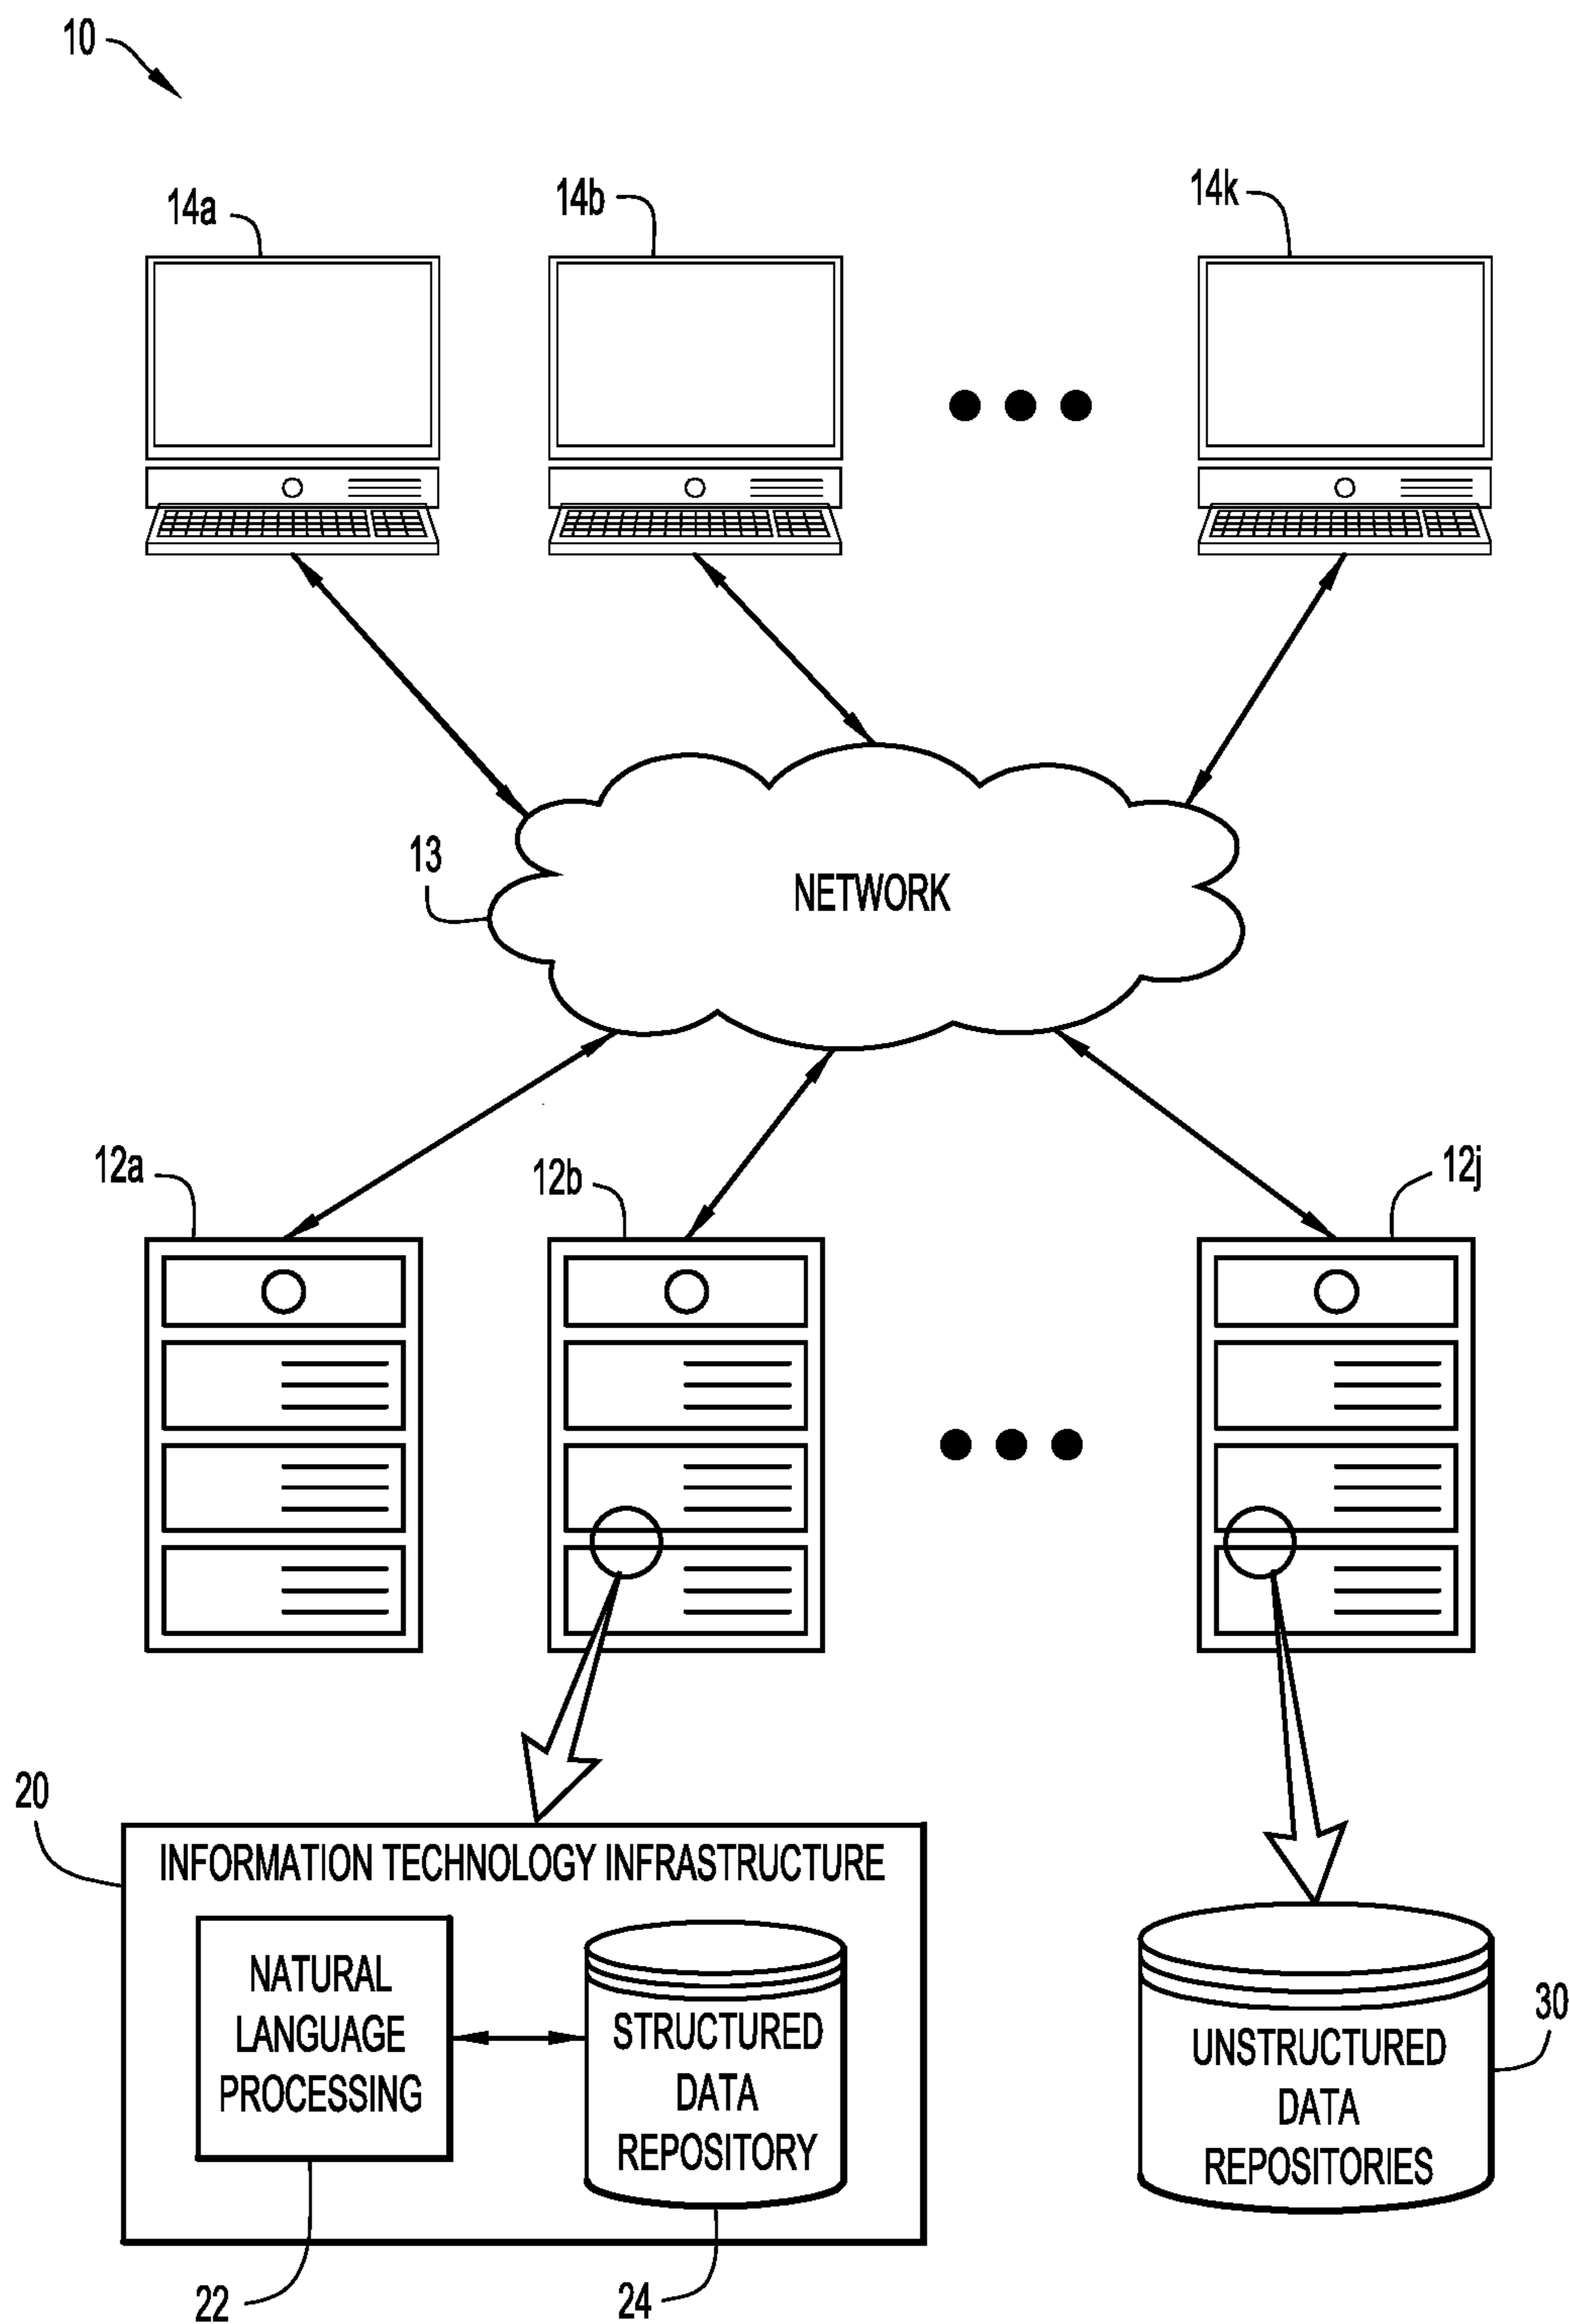 10
14a
14b
14k
13
NETWORK
12a
12b
12j
20
INFORMATION TECHNOLOGY INFRASTRUCTURE
NATURAL
LANGUAGE
PROCESSING
STRUCTURED
DATA
REPOSITORY
UNSTRUCTURED
DATA
REPOSITORIES
30
22
24